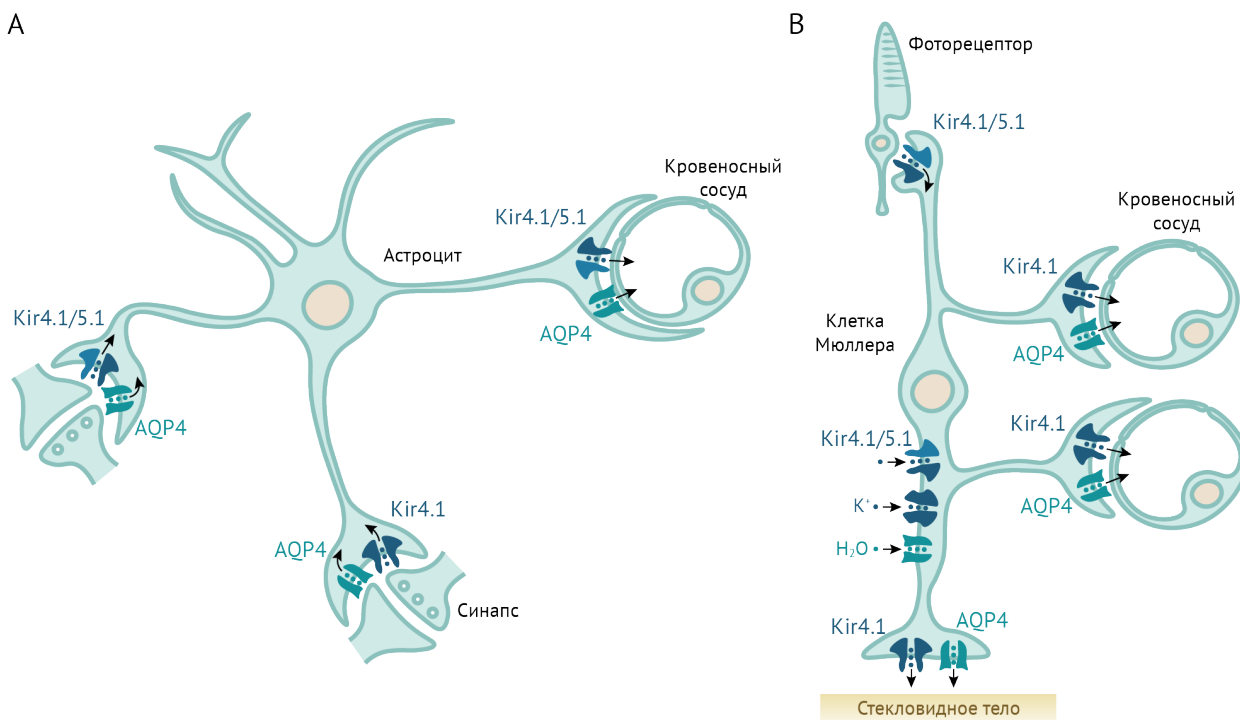 A
Кровеносный
сосуд
Kir4.1/5.1
Астроцит
AQP4
Kir4.1/5.1
AQP4
Kir4.1
AQP4
Синапс
B
Фоторецептор
Kir4.1/5.1
Кровеносный
сосуд
Kir4.1
AQP4
Клетка
Мюллера
Kir4.1
AQP4
Kir4.1/5.1
K⁺
H₂O
Kir4.1
AQP4
Стекловидное тело